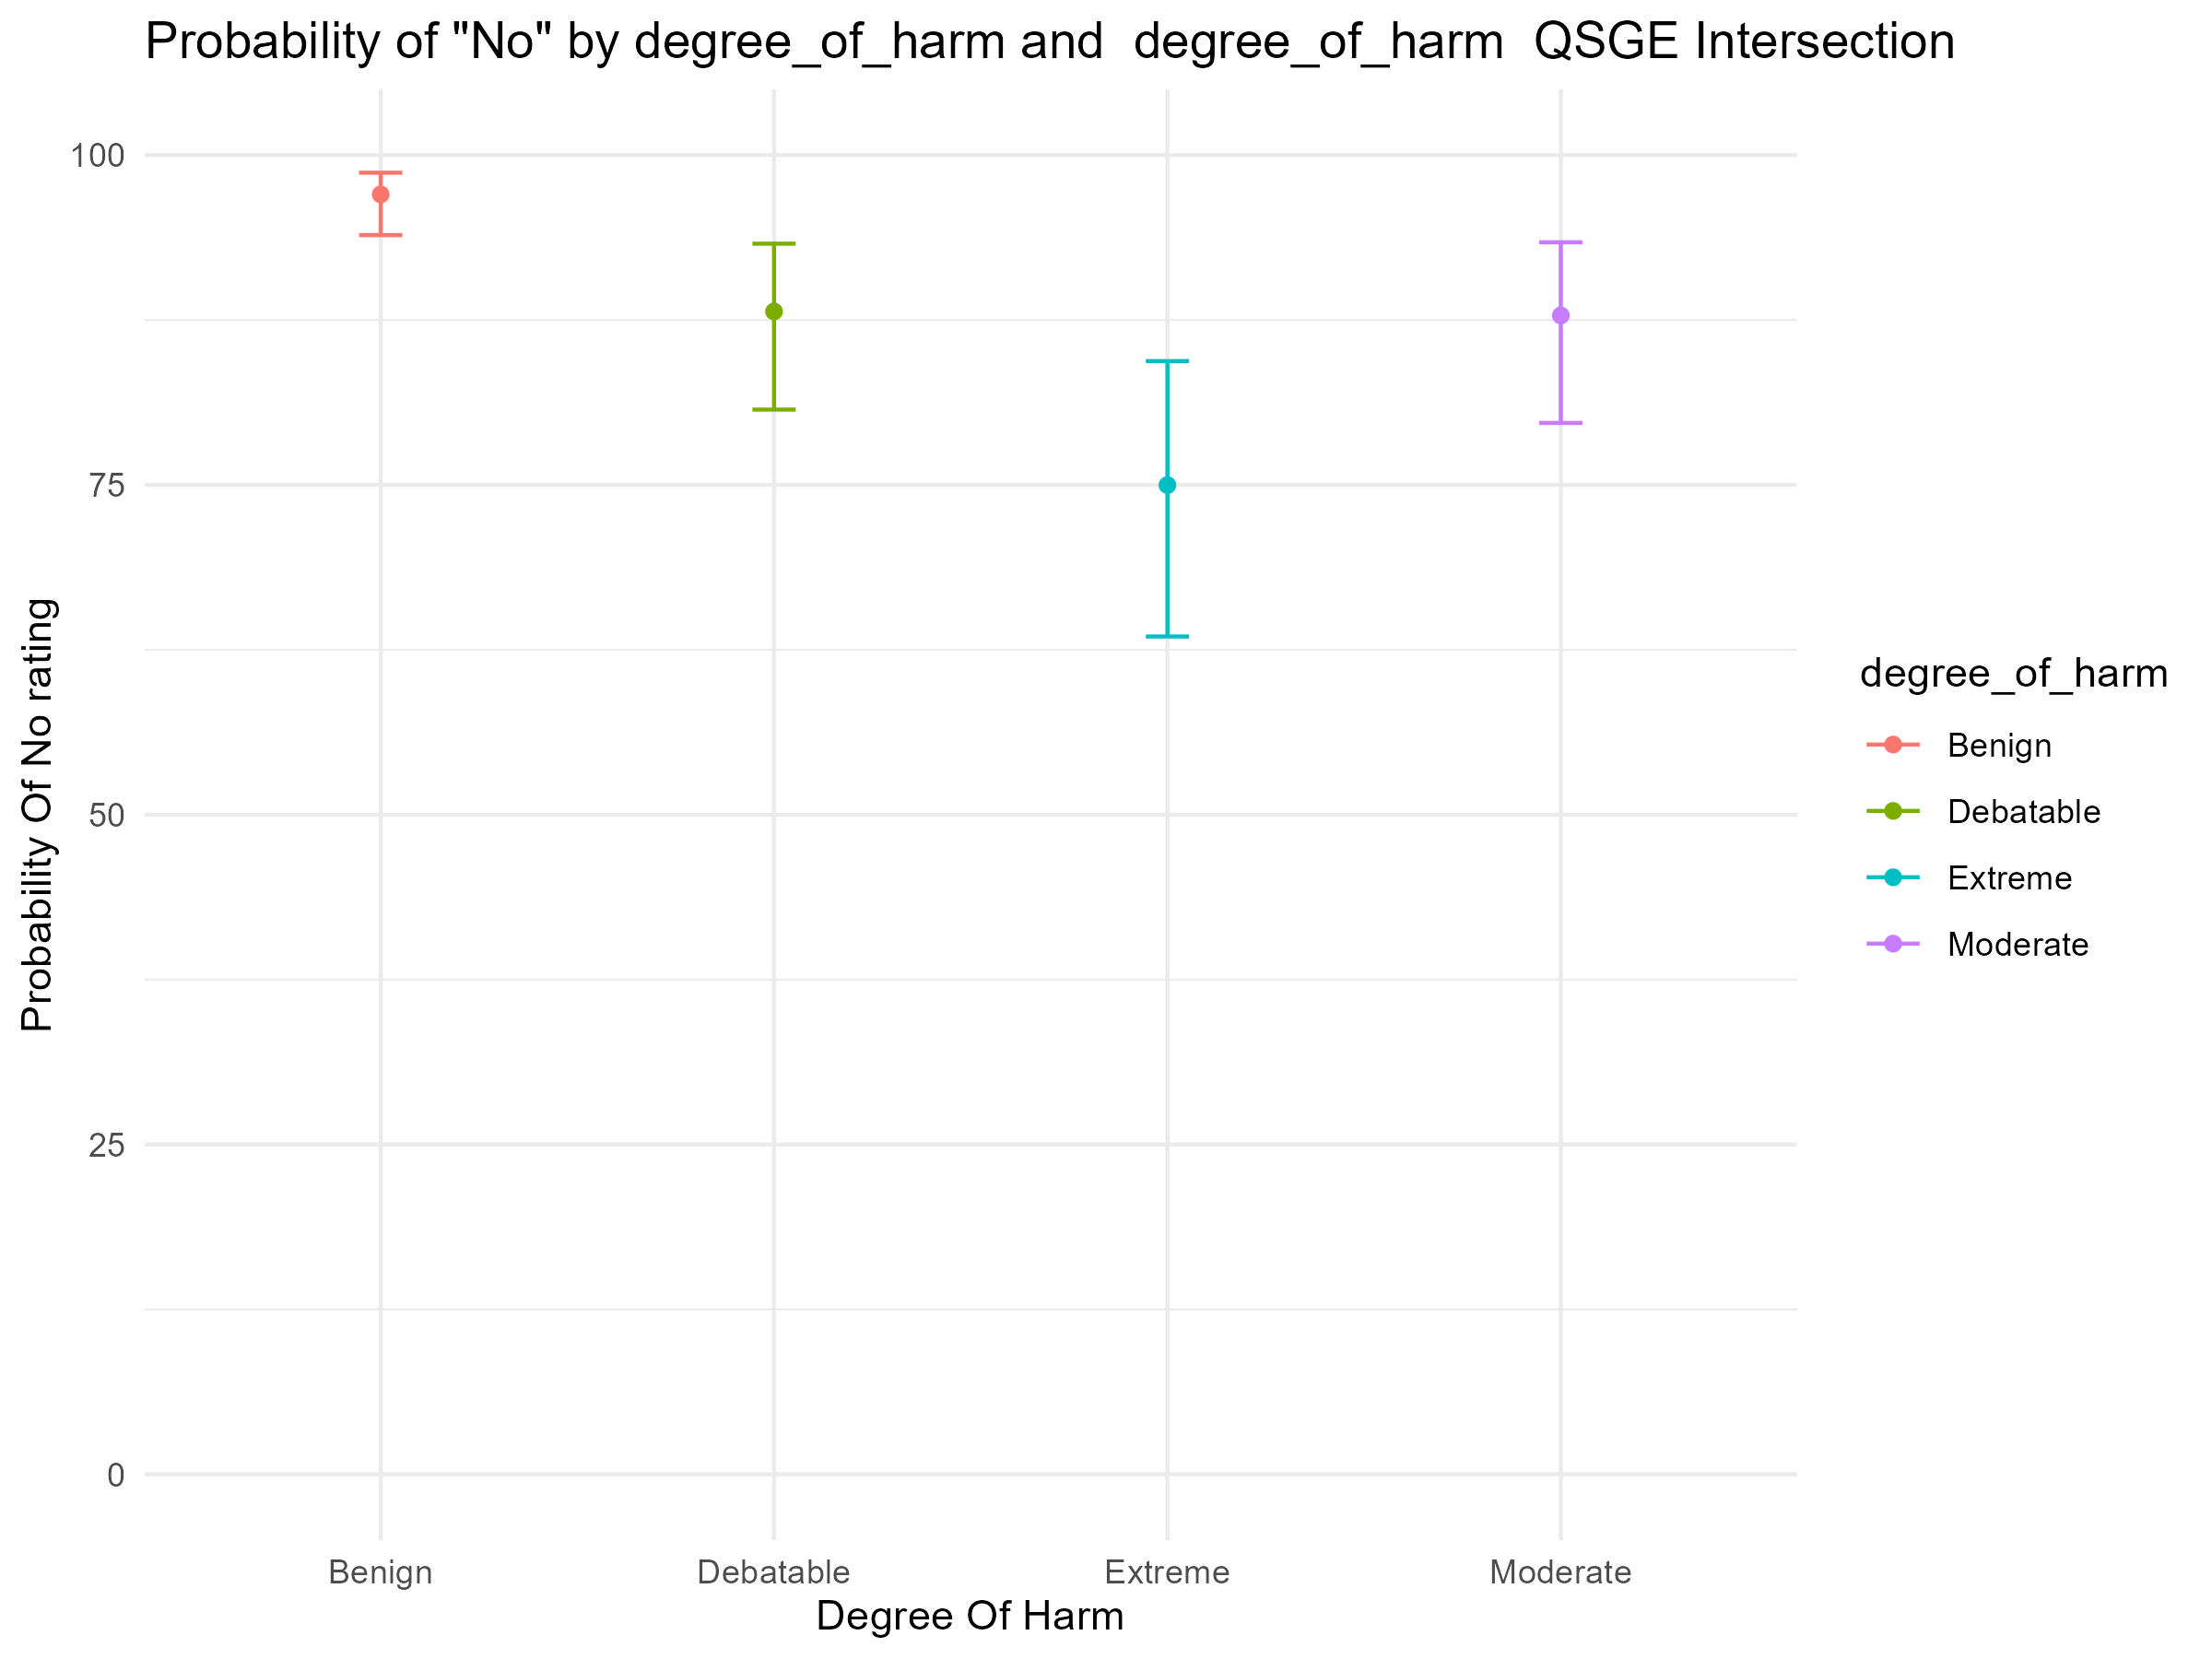 Probability of "No" by degree_of_harm and  degree_of_harm  QSGE Intersection
Probability Of No rating
100
75
50
25
0
Benign
Debatable
Extreme
Moderate
Degree Of Harm
degree_of_harm
Benign
Debatable
Extreme
Moderate